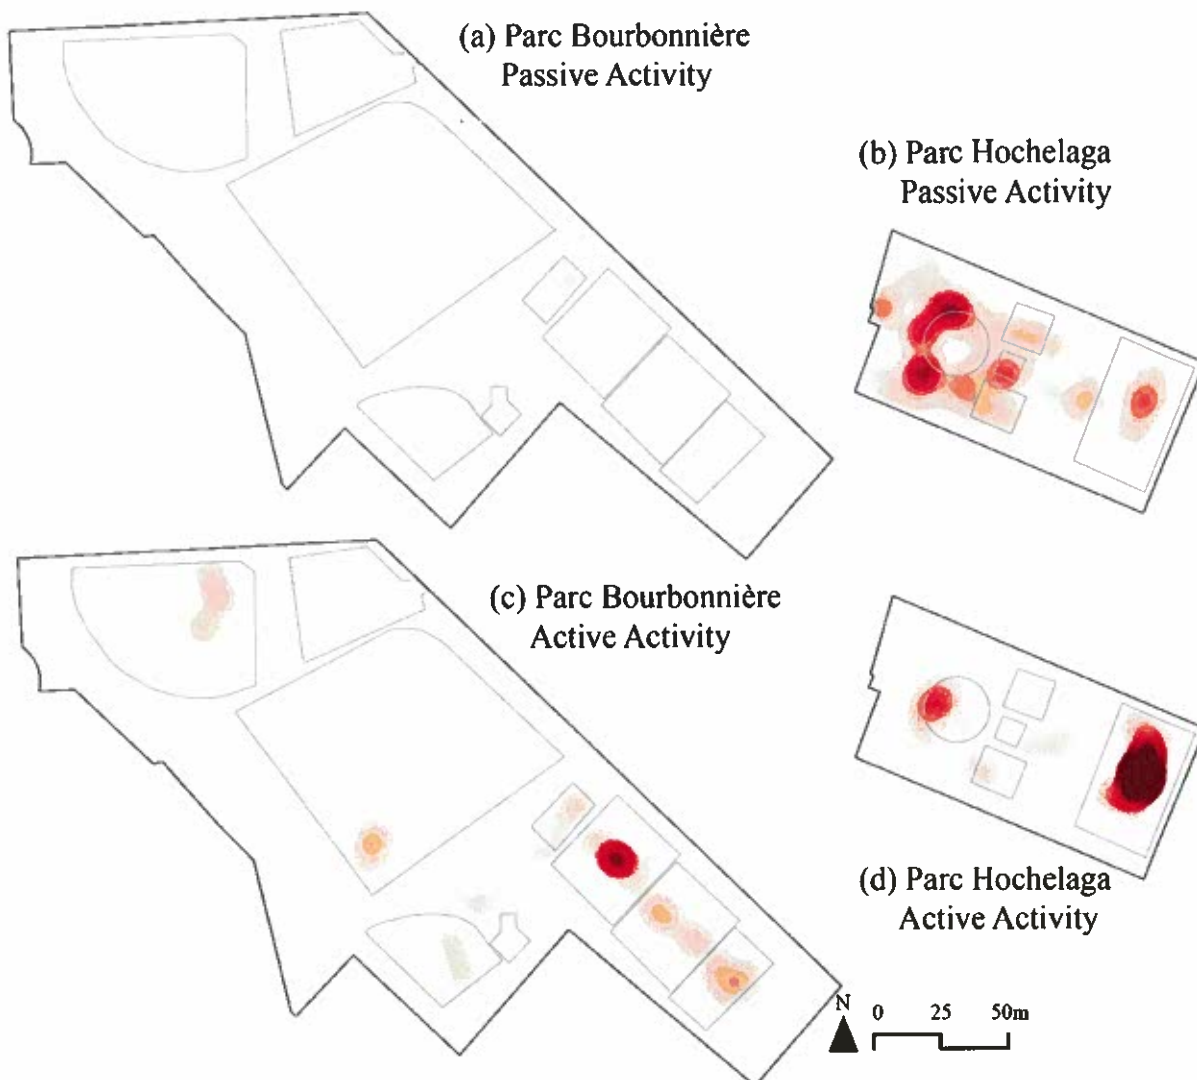 (a) Parc Bourbonnière
Passive Activity
(b) Parc Hochelaga
Passive Activity
(c) Parc Bourbonnière
Active Activity
(d) Parc Hochelaga
Active Activity
N
0 25 50m